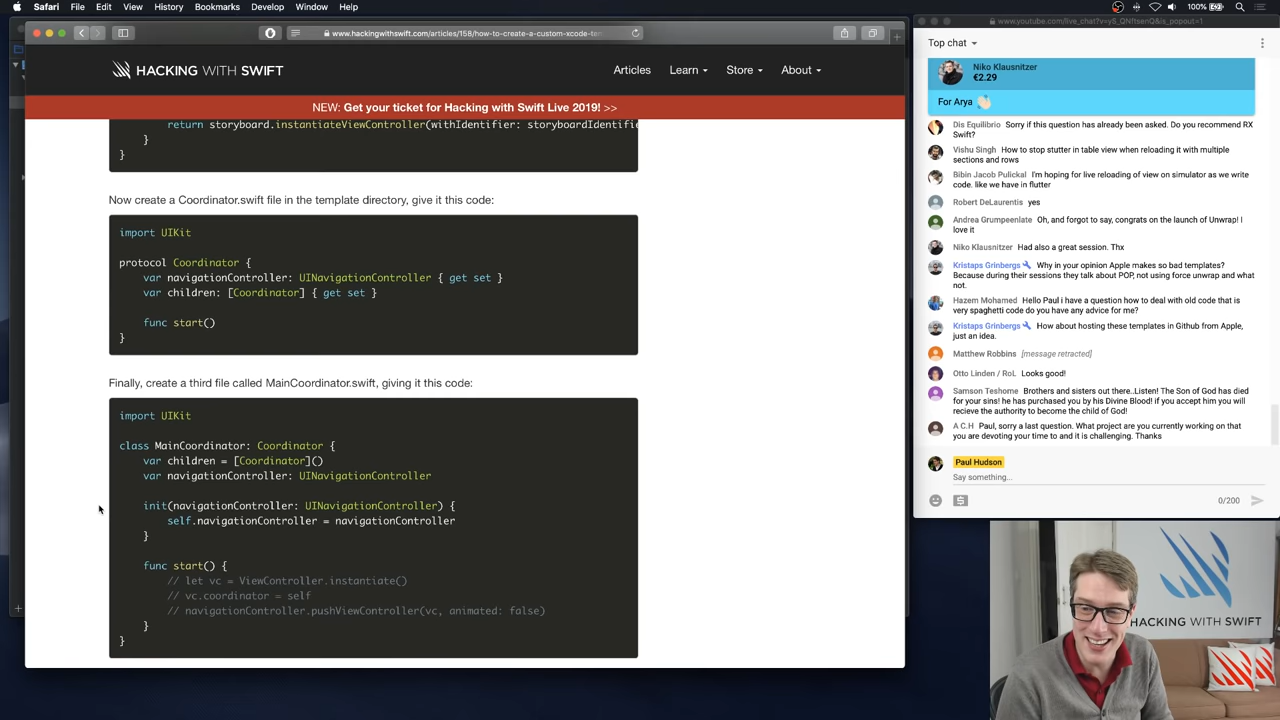 Safari File Edit View History Bookmarks Develop Window Help
100%
www.hackingwithswift.com/articles/158/how-to-create-a-custom-xcode-tem
HACKING WITH SWIFT
Articles Learn Store About
NEW: Get your ticket for Hacking with Swift Live 2019! >>
return storyboard.instantiateViewController(withIdentifier: storyboardIdentifie
}
}
Now create a Coordinator.swift file in the template directory, give it this code:
import UIKit
protocol Coordinator {
var navigationController: UINavigationController { get set }
var children: [Coordinator] { get set }
func start()
}
Finally, create a third file called MainCoordinator.swift, giving it this code:
import UIKit
class MainCoordinator: Coordinator {
var children = [Coordinator]()
var navigationController: UINavigationController
init(navigationController: UINavigationController) {
self.navigationController = navigationController
}
func start() {
// let vc = ViewController.instantiate()
// vc.coordinator = self
// navigationController.pushViewController(vc, animated: false)
}
}
Top chat
Niko Klausnitzer
€2.29
For Arya
Dis Equilibrio Sorry if this question has already been asked. Do you recommend RX
Swift?
Vishu Singh How to stop stutter in table view when reloading it with multiple
sections and rows
Bibin Jacob Pulickal I'm hoping for live reloading of view on simulator as we write
code. like we have in flutter
Robert DeLaurentis yes
Andrea Grumpeenlate Oh, and forgot to say, congrats on the launch of Unwrap! I
love it
Niko Klausnitzer Had also a great session. Thx
Kristaps Grinbergs Why in your opinion Apple makes so bad templates?
Because during their sessions they talk about POP, not using force unwrap and what
not.
Hazem Mohamed Hello Paul i have a question how to deal with old code that is
very spaghetti code do you have any advice for me?
Kristaps Grinbergs How about hosting these templates in Github from Apple,
just an idea.
Matthew Robbins [message retracted]
Otto Linden / RoL Looks good!
Samson Teshome Brothers and sisters out there..Listen! The Son of God has died
for your sins! he has purchased you by his Divine Blood! if you accept him you will
recieve the authority to become the child of God!
A C.H Paul, sorry a last question. What project are you currently working on that
you are devoting your time to and it is challenging. Thanks
Paul Hudson
Say something...
0/200
HACKING WITH SWIFT